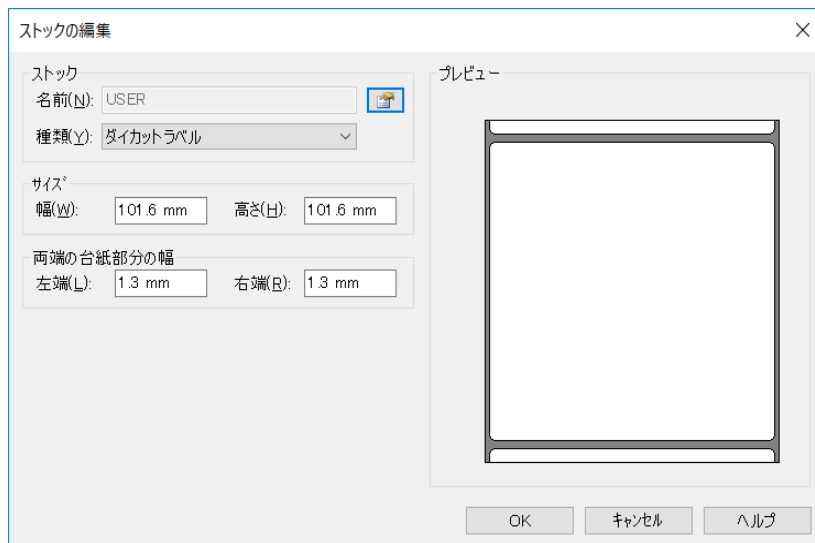 ストックの編集
ストック
名前(N): USER
種類(Y): ダイカットラベル
サイズ
幅(W): 101.6 mm 高さ(H): 101.6 mm
両端の台紙部分の幅
左端(L): 1.3 mm 右端(R): 1.3 mm
プレビュー
OK キャンセル ヘルプ